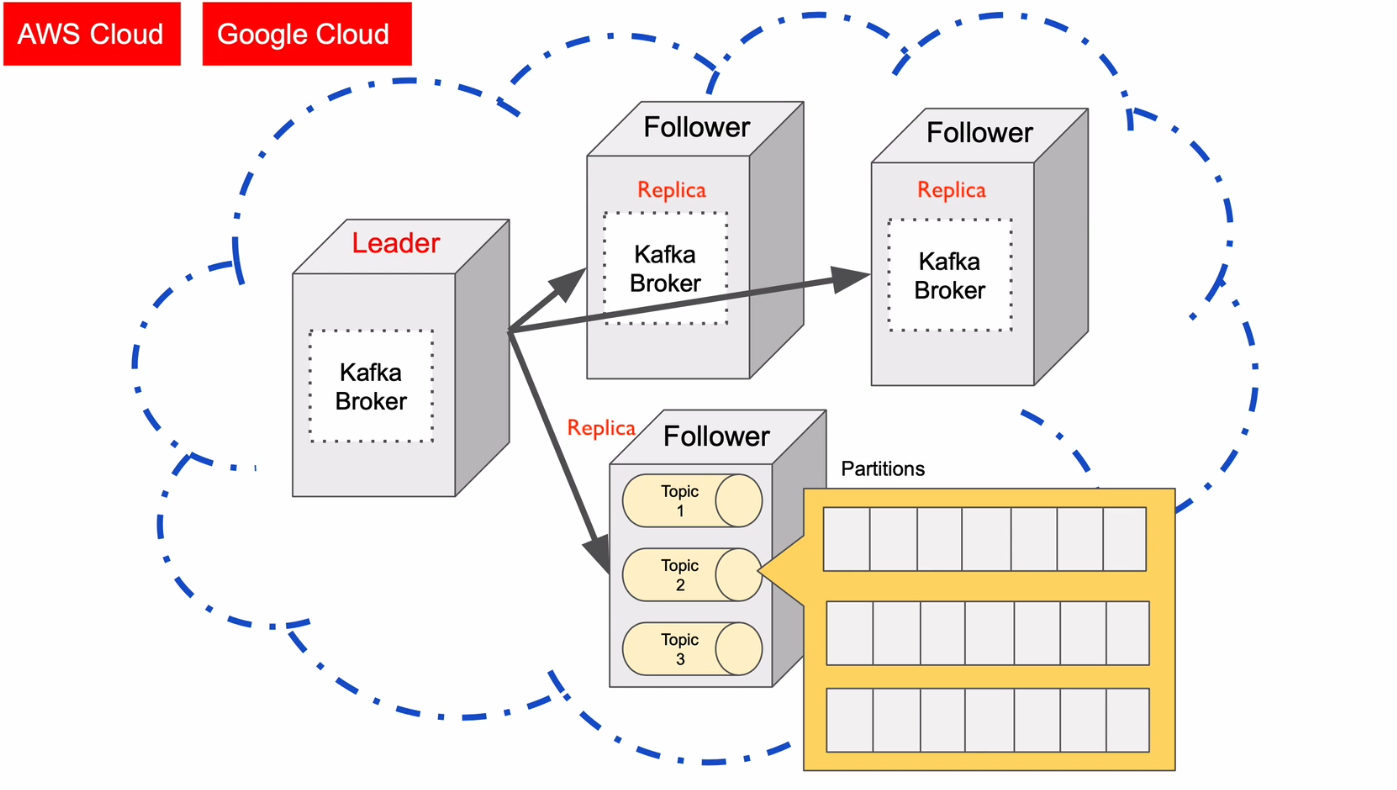 AWS Cloud
Google Cloud
Follower
Follower
Replica
Replica
Leader
Kafka
Broker
Kafka
Broker
Kafka
Broker
Replica
Follower
Partitions
Topic
1
Topic
2
Topic
3